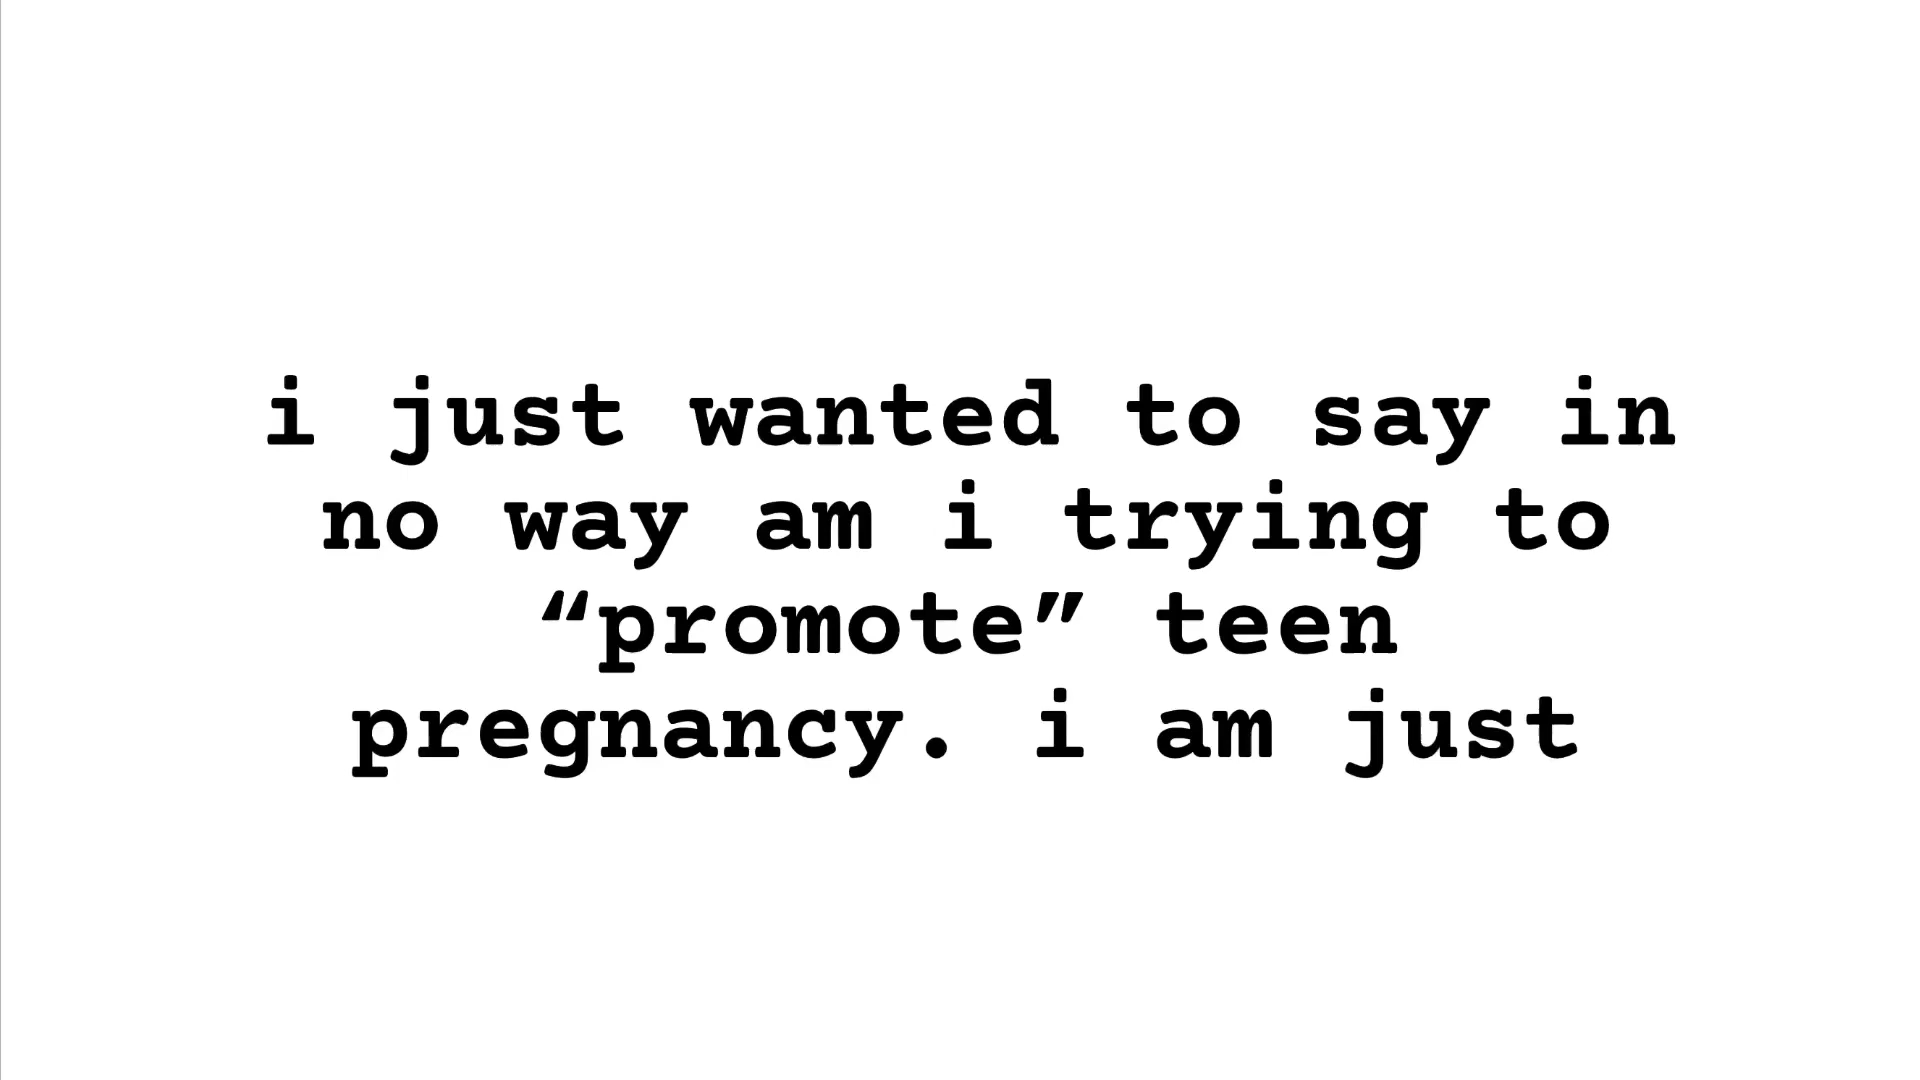 i just wanted to say in
no way am i trying to
“promote” teen
pregnancy. i am just